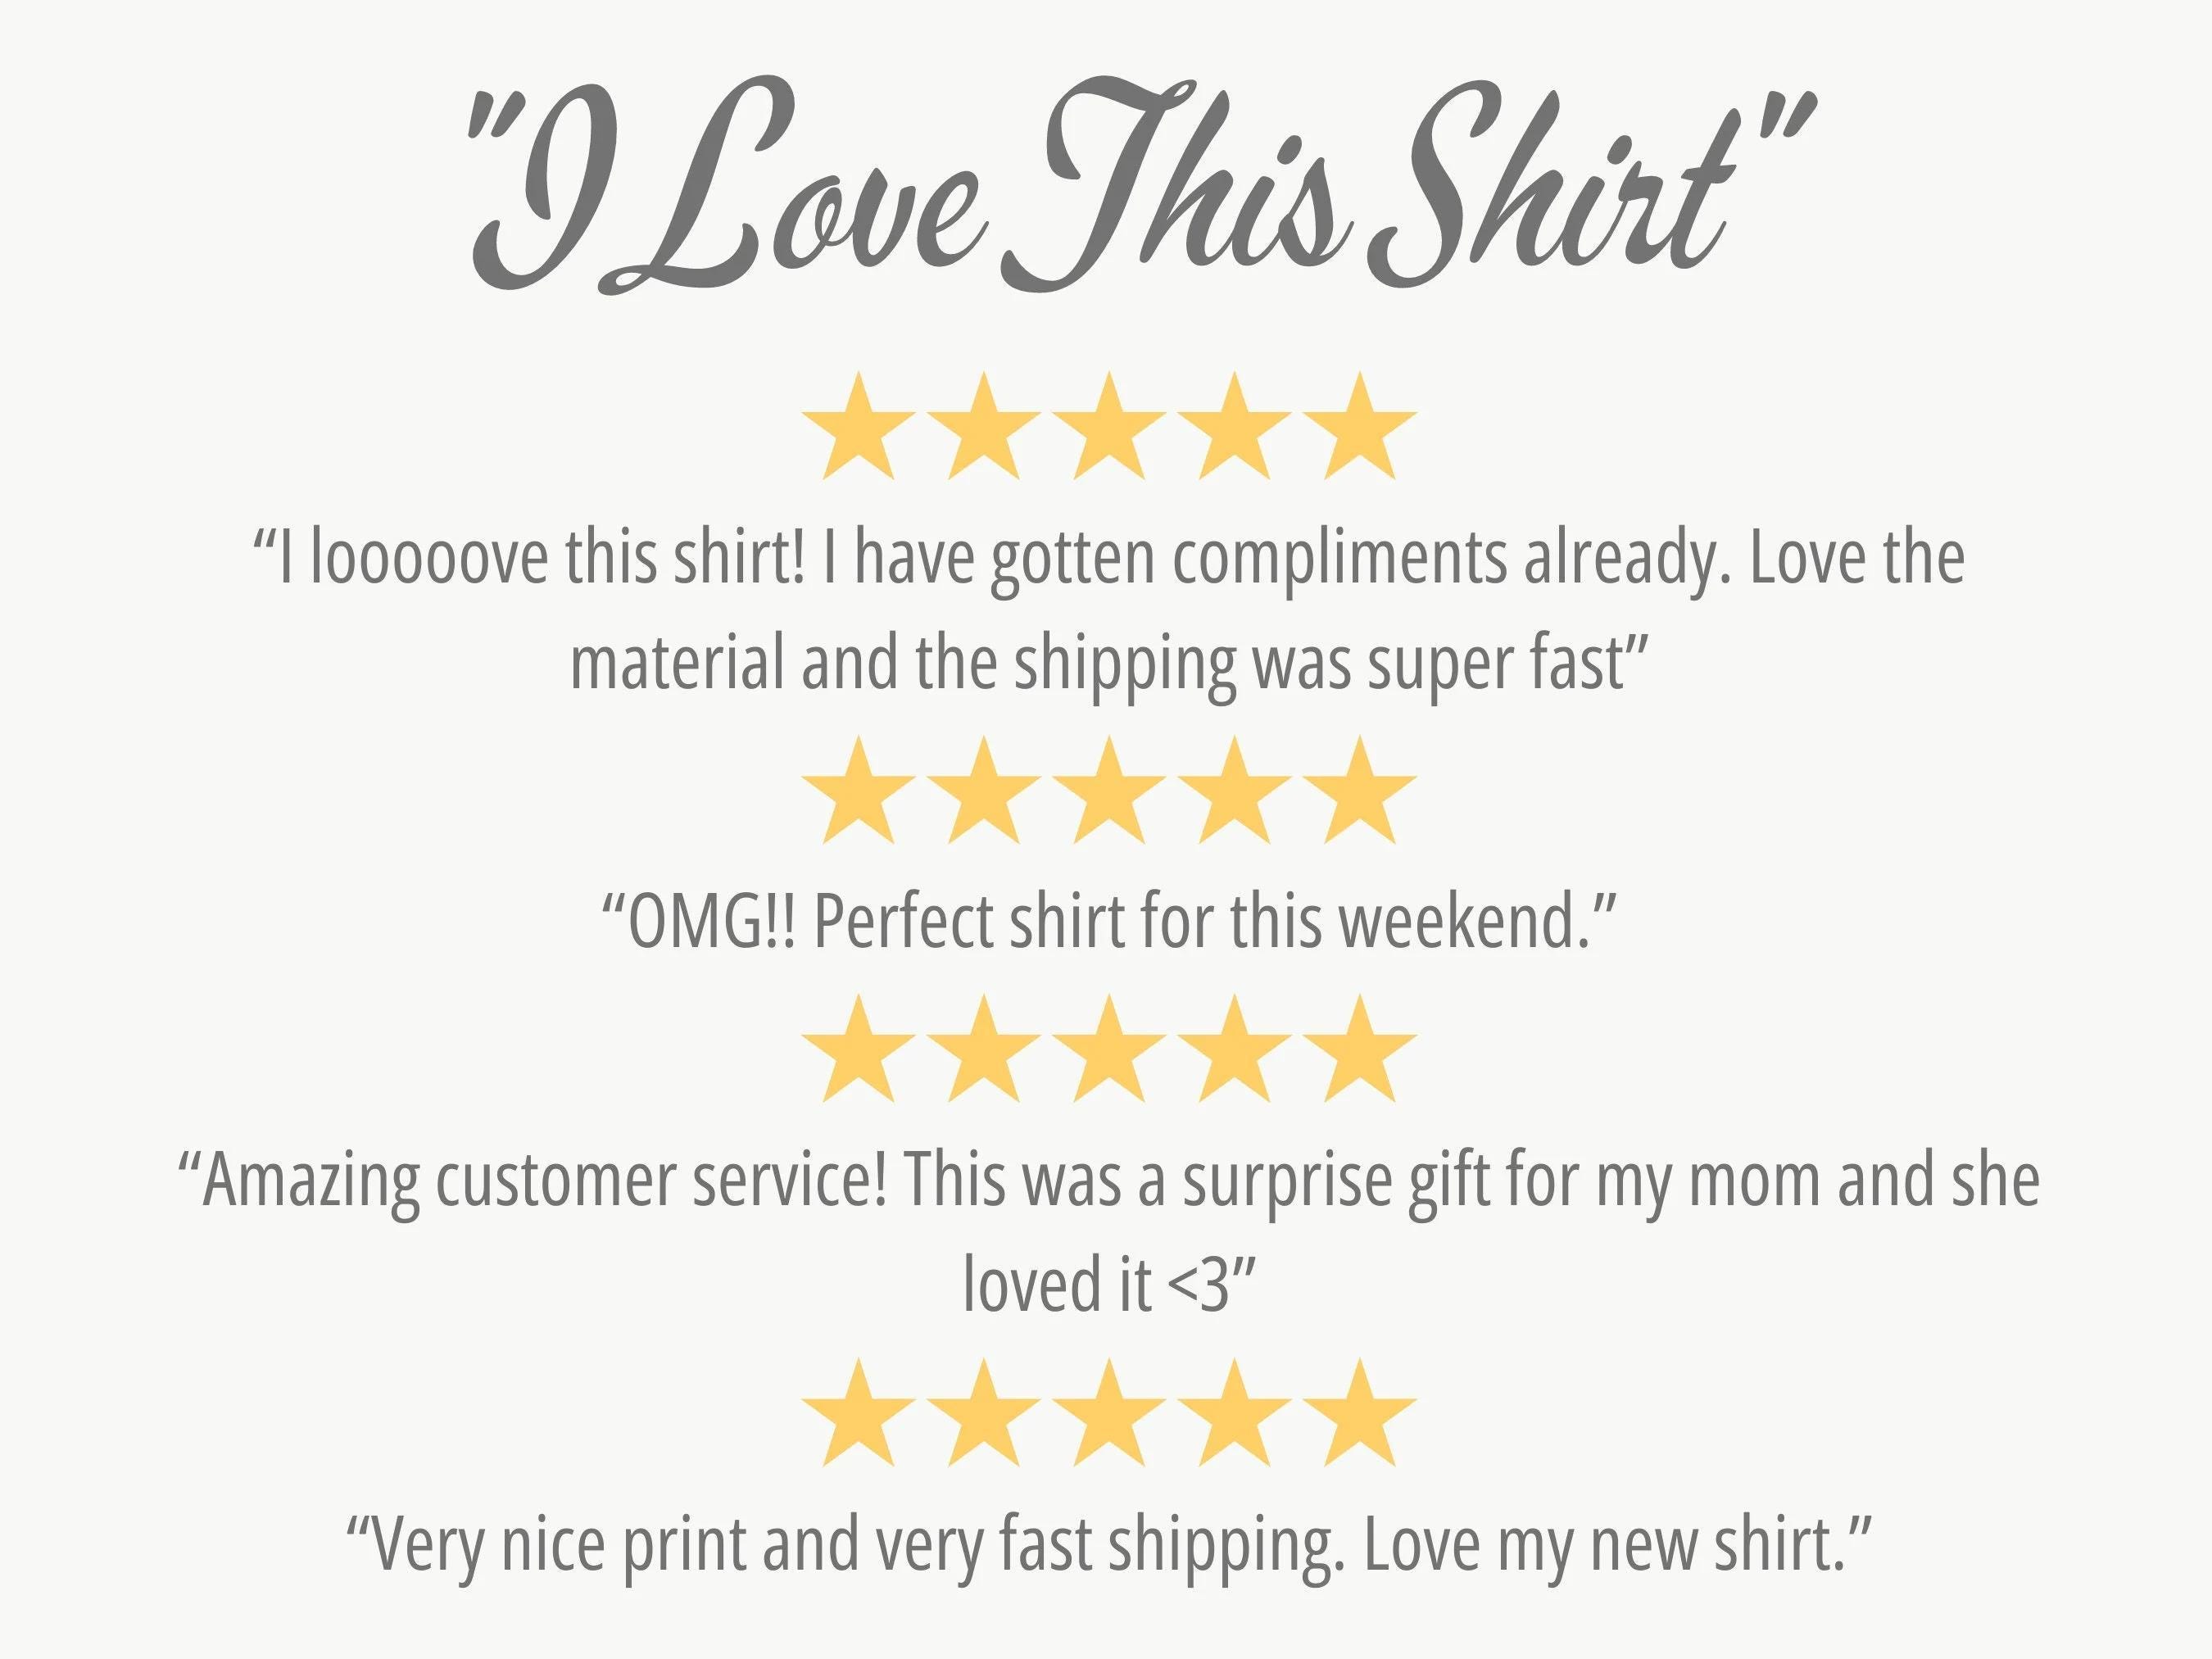 "I Love This Shirt"
“I looooove this shirt! I have gotten compliments already. Love the
material and the shipping was super fast”
“OMG!! Perfect shirt for this weekend.”
“Amazing customer service! This was a surprise gift for my mom and she
loved it <3”
“Very nice print and very fast shipping. Love my new shirt.”